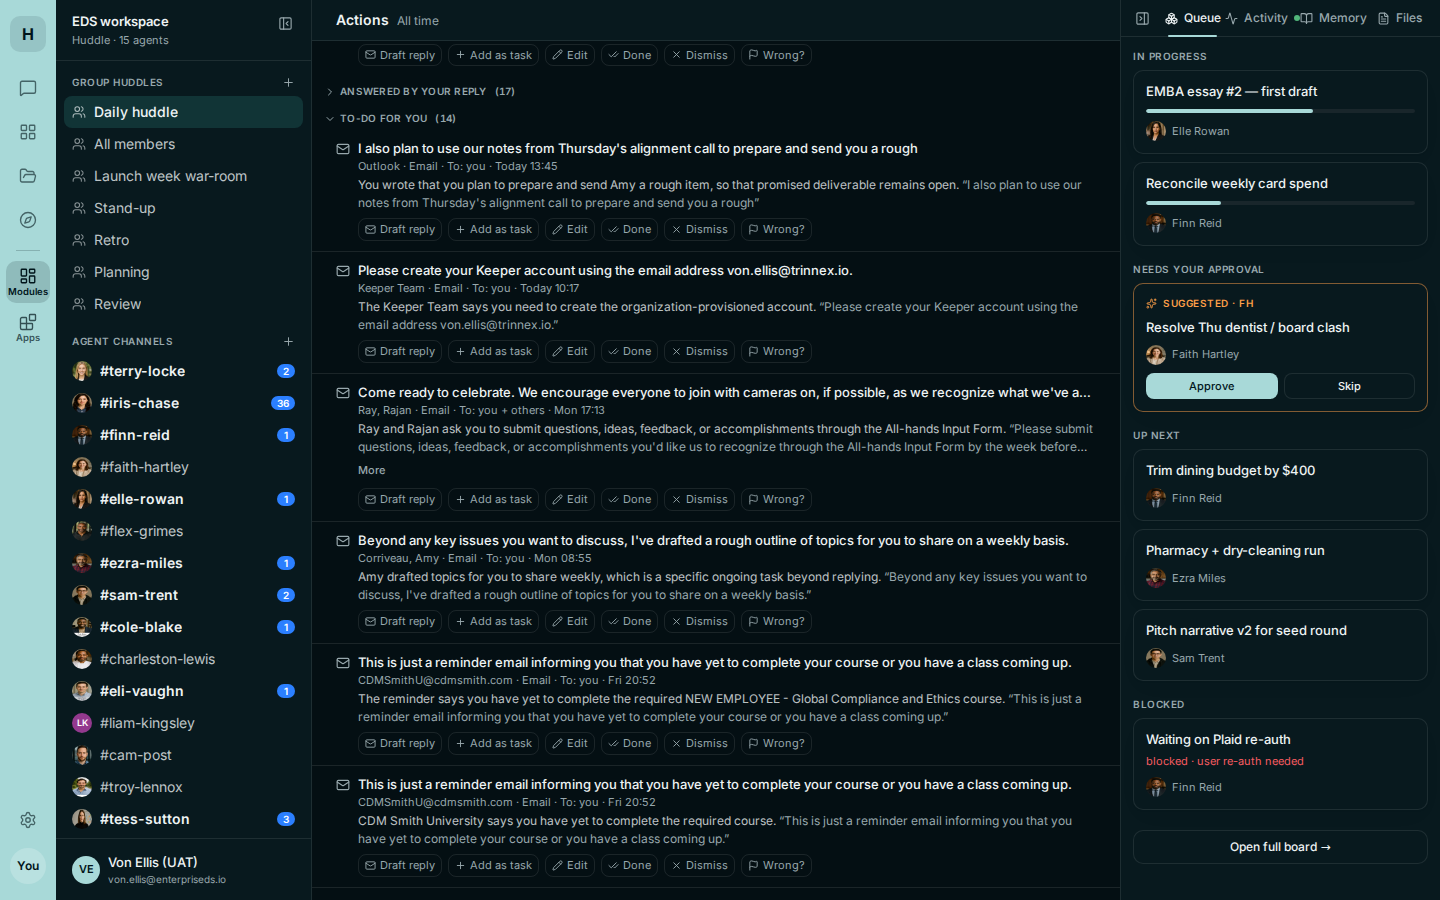 H
Modules
Apps
You
EDS workspace
Huddle · 15 agents
GROUP HUDDLES
Daily huddle
All members
Launch week war-room
Stand-up
Retro
Planning
Review
AGENT CHANNELS
#terry-locke 2
#iris-chase 36
#finn-reid 1
#faith-hartley
#elle-rowan 1
#flex-grimes
#ezra-miles 1
#sam-trent 2
#cole-blake 1
#charleston-lewis
#eli-vaughn 1
LK #liam-kingsley
#cam-post
#troy-lennox
#tess-sutton 3
VE
Von Ellis (UAT)
von.ellis@enterpriseds.io
Actions All time
Draft reply Add as task Edit Done Dismiss Wrong?
ANSWERED BY YOUR REPLY (17)
TO-DO FOR YOU (14)
I also plan to use our notes from Thursday's alignment call to prepare and send you a rough
Outlook · Email · To: you · Today 13:45
You wrote that you plan to prepare and send Amy a rough item, so that promised deliverable remains open. “I also plan to use our
notes from Thursday's alignment call to prepare and send you a rough”
Draft reply Add as task Edit Done Dismiss Wrong?
Please create your Keeper account using the email address von.ellis@trinnex.io.
Keeper Team · Email · To: you · Today 10:17
The Keeper Team says you need to create the organization-provisioned account. “Please create your Keeper account using the
email address von.ellis@trinnex.io.”
Draft reply Add as task Edit Done Dismiss Wrong?
Come ready to celebrate. We encourage everyone to join with cameras on, if possible, as we recognize what we've a...
Ray, Rajan · Email · To: you + others · Mon 17:13
Ray and Rajan ask you to submit questions, ideas, feedback, or accomplishments through the All-hands Input Form. “Please submit
questions, ideas, feedback, or accomplishments you'd like us to recognize through the All-hands Input Form by the week before...
More
Draft reply Add as task Edit Done Dismiss Wrong?
Beyond any key issues you want to discuss, I've drafted a rough outline of topics for you to share on a weekly basis.
Corriveau, Amy · Email · To: you · Mon 08:55
Amy drafted topics for you to share weekly, which is a specific ongoing task beyond replying. “Beyond any key issues you want to
discuss, I've drafted a rough outline of topics for you to share on a weekly basis.”
Draft reply Add as task Edit Done Dismiss Wrong?
This is just a reminder email informing you that you have yet to complete your course or you have a class coming up.
CDMSmithU@cdmsmith.com · Email · To: you · Fri 20:52
The reminder says you have yet to complete the required NEW EMPLOYEE - Global Compliance and Ethics course. “This is just a
reminder email informing you that you have yet to complete your course or you have a class coming up.”
Draft reply Add as task Edit Done Dismiss Wrong?
This is just a reminder email informing you that you have yet to complete your course or you have a class coming up.
CDMSmithU@cdmsmith.com · Email · To: you · Fri 20:52
CDM Smith University says you have yet to complete the required course. “This is just a reminder email informing you that you
have yet to complete your course or you have a class coming up.”
Draft reply Add as task Edit Done Dismiss Wrong?
Queue Activity Memory Files
IN PROGRESS
EMBA essay #2 — first draft
Elle Rowan
Reconcile weekly card spend
Finn Reid
NEEDS YOUR APPROVAL
SUGGESTED · FH
Resolve Thu dentist / board clash
Faith Hartley
Approve Skip
UP NEXT
Trim dining budget by $400
Finn Reid
Pharmacy + dry-cleaning run
Ezra Miles
Pitch narrative v2 for seed round
Sam Trent
BLOCKED
Waiting on Plaid re-auth
blocked · user re-auth needed
Finn Reid
Open full board →